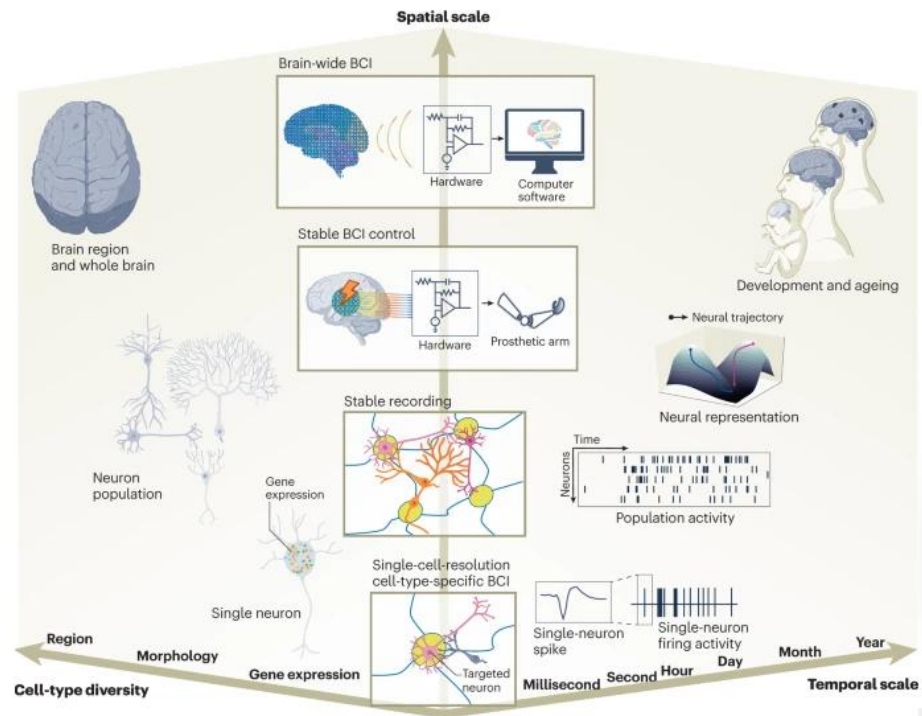 Spatial scale
Brain-wide BCI
Hardware
Computer
software
Brain region
and whole brain
Stable BCI control
Hardware
Prosthetic arm
Development and ageing
Neural trajectory
Neural representation
Stable recording
Time
Neurons
Population activity
Neuron
population
Gene
expression
Single neuron
Single-cell-resolution
cell-type-specific BCI
Targeted
neuron
Single-neuron
spike
Single-neuron
firing activity
Region
Morphology
Gene expression
Cell-type diversity
Millisecond
Second
Hour
Day
Month
Year
Temporal scale